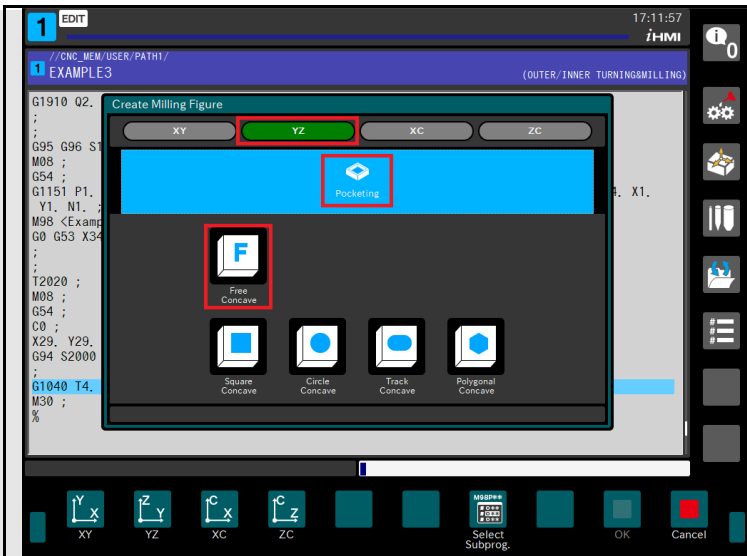 1
EDIT
17:11:57
iHMI
0
//CNC_MEM/USER/PATH1/
1 EXAMPLE3
(OUTER/INNER TURNING&MILLING)
G1910 Q2.
;
;
G95 G96 S1
M08 ;
G54 ;
G1151 P1.
4. X1.
Y1. N1. ;
M98 <Examp
G0 G53 X34
;
;
T2020 ;
M08 ;
G54 ;
C0 ;
X29. Y29.
G94 S2000
;
G1040 T4.
M30 ;
%
Create Milling Figure
XY
YZ
XC
ZC
Pocketing
F
Free
Concave
Square
Concave
Circle
Concave
Track
Concave
Polygonal
Concave
Y
X
XY
Z
Y
YZ
C
X
XC
C
Z
ZC
M98P**
Select
Subprog.
OK
Cancel